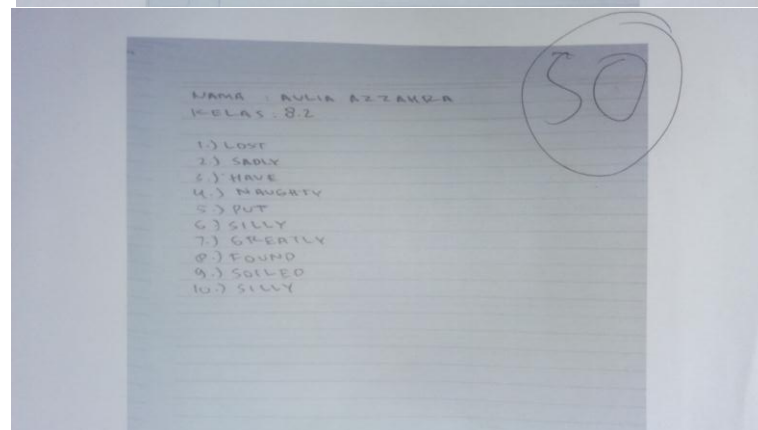 50
NAMA : AULIA AZZAHRA
KELAS : 8.2
1.) LOST
2.) SADLY
3.) HAVE
4.) NAUGHTY
5.) PUT
6.) SILLY
7.) GREATLY
8.) FOUND
9.) SOILED
10.) SILLY